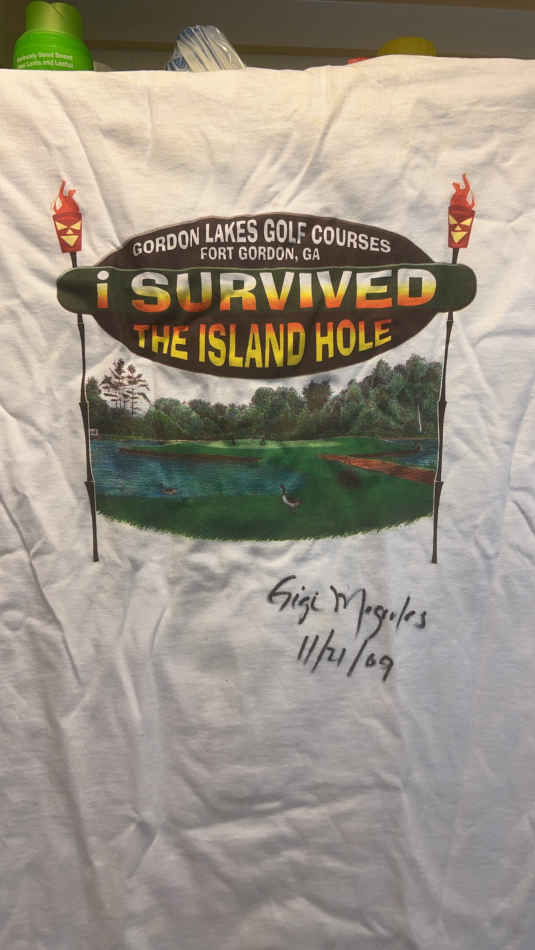 GORDON LAKES GOLF COURSES
FORT GORDON, GA
i SURVIVED
THE ISLAND HOLE
Gigi
11/21/09